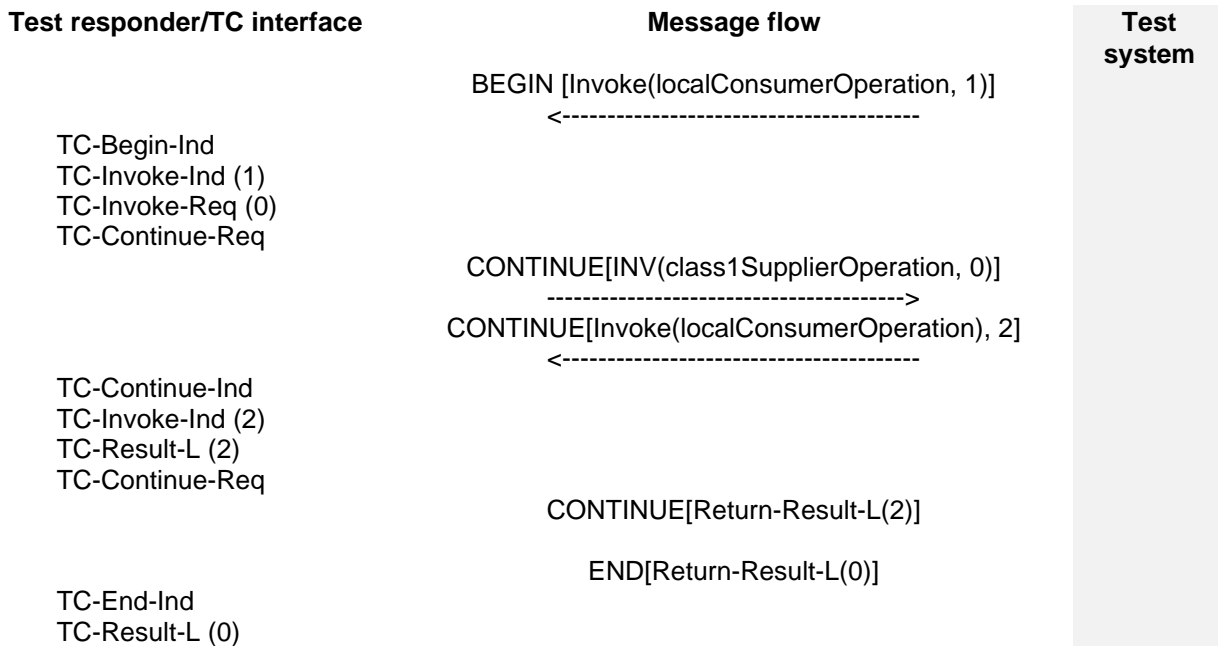 Test responder/TC interface Message flow Test
system
BEGIN [Invoke(localConsumerOperation, 1)]
<----------------------------------------
TC-Begin-Ind
TC-Invoke-Ind (1)
TC-Invoke-Req (0)
TC-Continue-Req
CONTINUE[INV(class1SupplierOperation, 0)]
---------------------------------------->
CONTINUE[Invoke(localConsumerOperation), 2]
<----------------------------------------
TC-Continue-Ind
TC-Invoke-Ind (2)
TC-Result-L (2)
TC-Continue-Req
CONTINUE[Return-Result-L(2)]
END[Return-Result-L(0)]
TC-End-Ind
TC-Result-L (0)